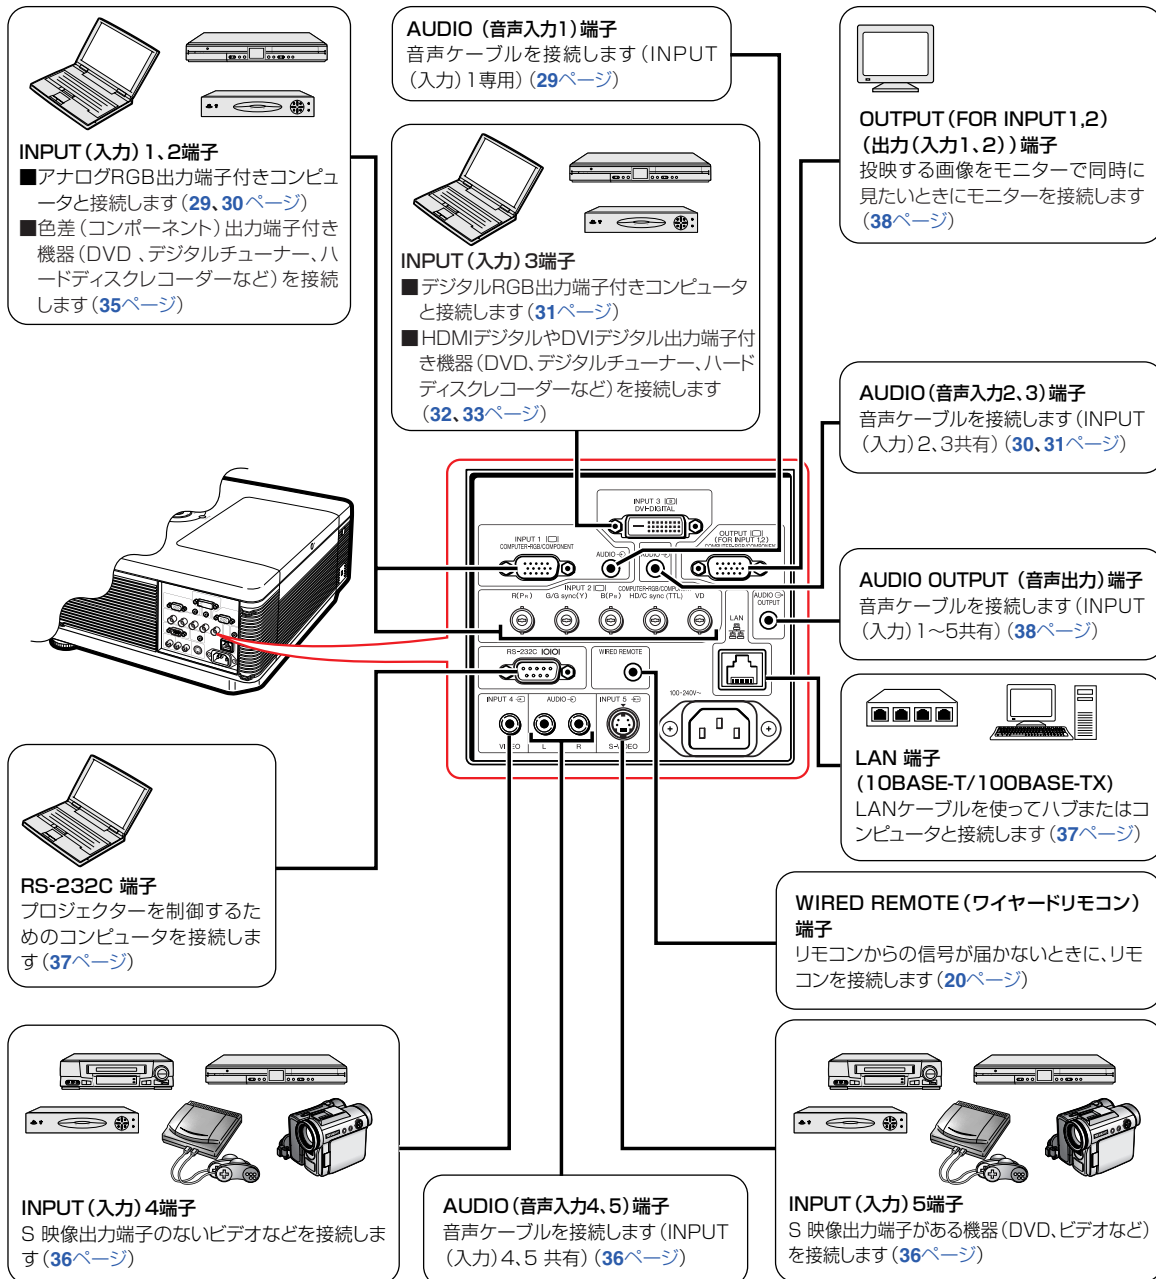 INPUT（入力）1、2端子
■アナログRGB出力端子付きコンピュ
ータと接続します（29、30ページ）
■色差（コンポーネント）出力端子付き
機器（DVD 、デジタルチューナー、ハ
ードディスクレコーダーなど）を接続
します（35ページ）
AUDIO （音声入力1）端子
音声ケーブルを接続します（INPUT
（入力）1専用）（29ページ）
INPUT（入力）3端子
■デジタルRGB出力端子付きコンピュータ
と接続します（31ページ）
■HDMIデジタルやDVIデジタル出力端子付
き機器（DVD、デジタルチューナー、ハード
ディスクレコーダーなど）を接続します
（32、33ページ）
OUTPUT（FOR INPUT1,2）
（出力（入力1、2））端子
投映する画像をモニターで同時に
見たいときにモニターを接続します
（38ページ）
AUDIO（音声入力2、3）端子
音声ケーブルを接続します（INPUT
（入力）2、3共有）（30、31ページ）
AUDIO OUTPUT （音声出力）端子
音声ケーブルを接続します（INPUT
（入力）1〜5共有）（38ページ）
LAN 端子
(10BASE-T/100BASE-TX)
LANケーブルを使ってハブまたはコ
ンピュータと接続します（37ページ）
WIRED REMOTE（ワイヤードリモコン）
端子
リモコンからの信号が届かないときに、リモ
コンを接続します（20ページ）
INPUT 3
DVI-DIGITAL
INPUT 1
COMPUTER-RGB/COMPONENT
AUDIO
AUDIO
OUTPUT
(FOR INPUT1,2)
COMPUTER-RGB/COMPONEN
INPUT 2
COMPUTER-RGB/COMPONE
R(PR) G/G sync(Y) B(PB) HD/C sync (TTL) VD
AUDIO
OUTPUT
LAN
RS-232C
WIRED REMOTE
100-240V~
INPUT 4
AUDIO
INPUT 5
VIDEO L R S-VIDEO
RS-232C 端子
プロジェクターを制御するた
めのコンピュータを接続しま
す（37ページ）
INPUT（入力）4端子
S 映像出力端子のないビデオなどを接続しま
す（36ページ）
AUDIO（音声入力4、5）端子
音声ケーブルを接続します（INPUT
（入力）4、5 共有）（36ページ）
INPUT（入力）5端子
S 映像出力端子がある機器（DVD、ビデオなど）
を接続します（36ページ）